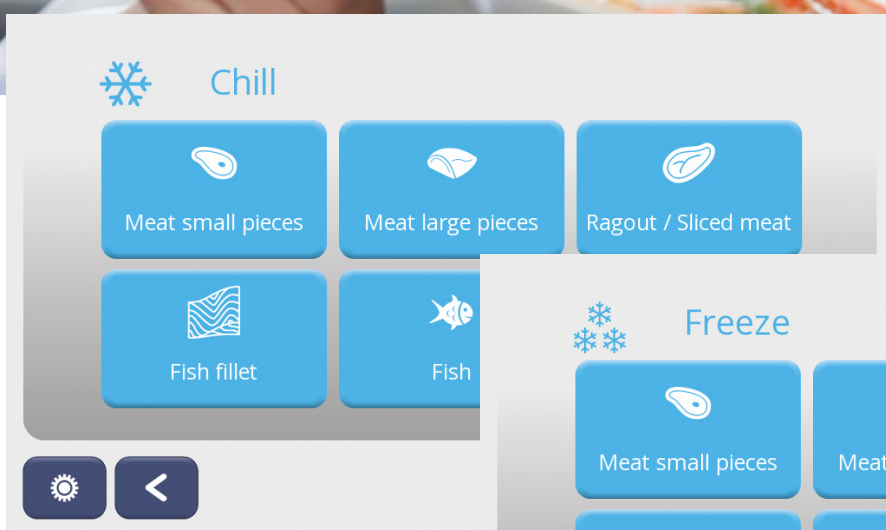 Chill
Meat small pieces
Meat large pieces
Ragout / Sliced meat
Fish fillet
Fish
Freeze
Meat small pieces
Meat